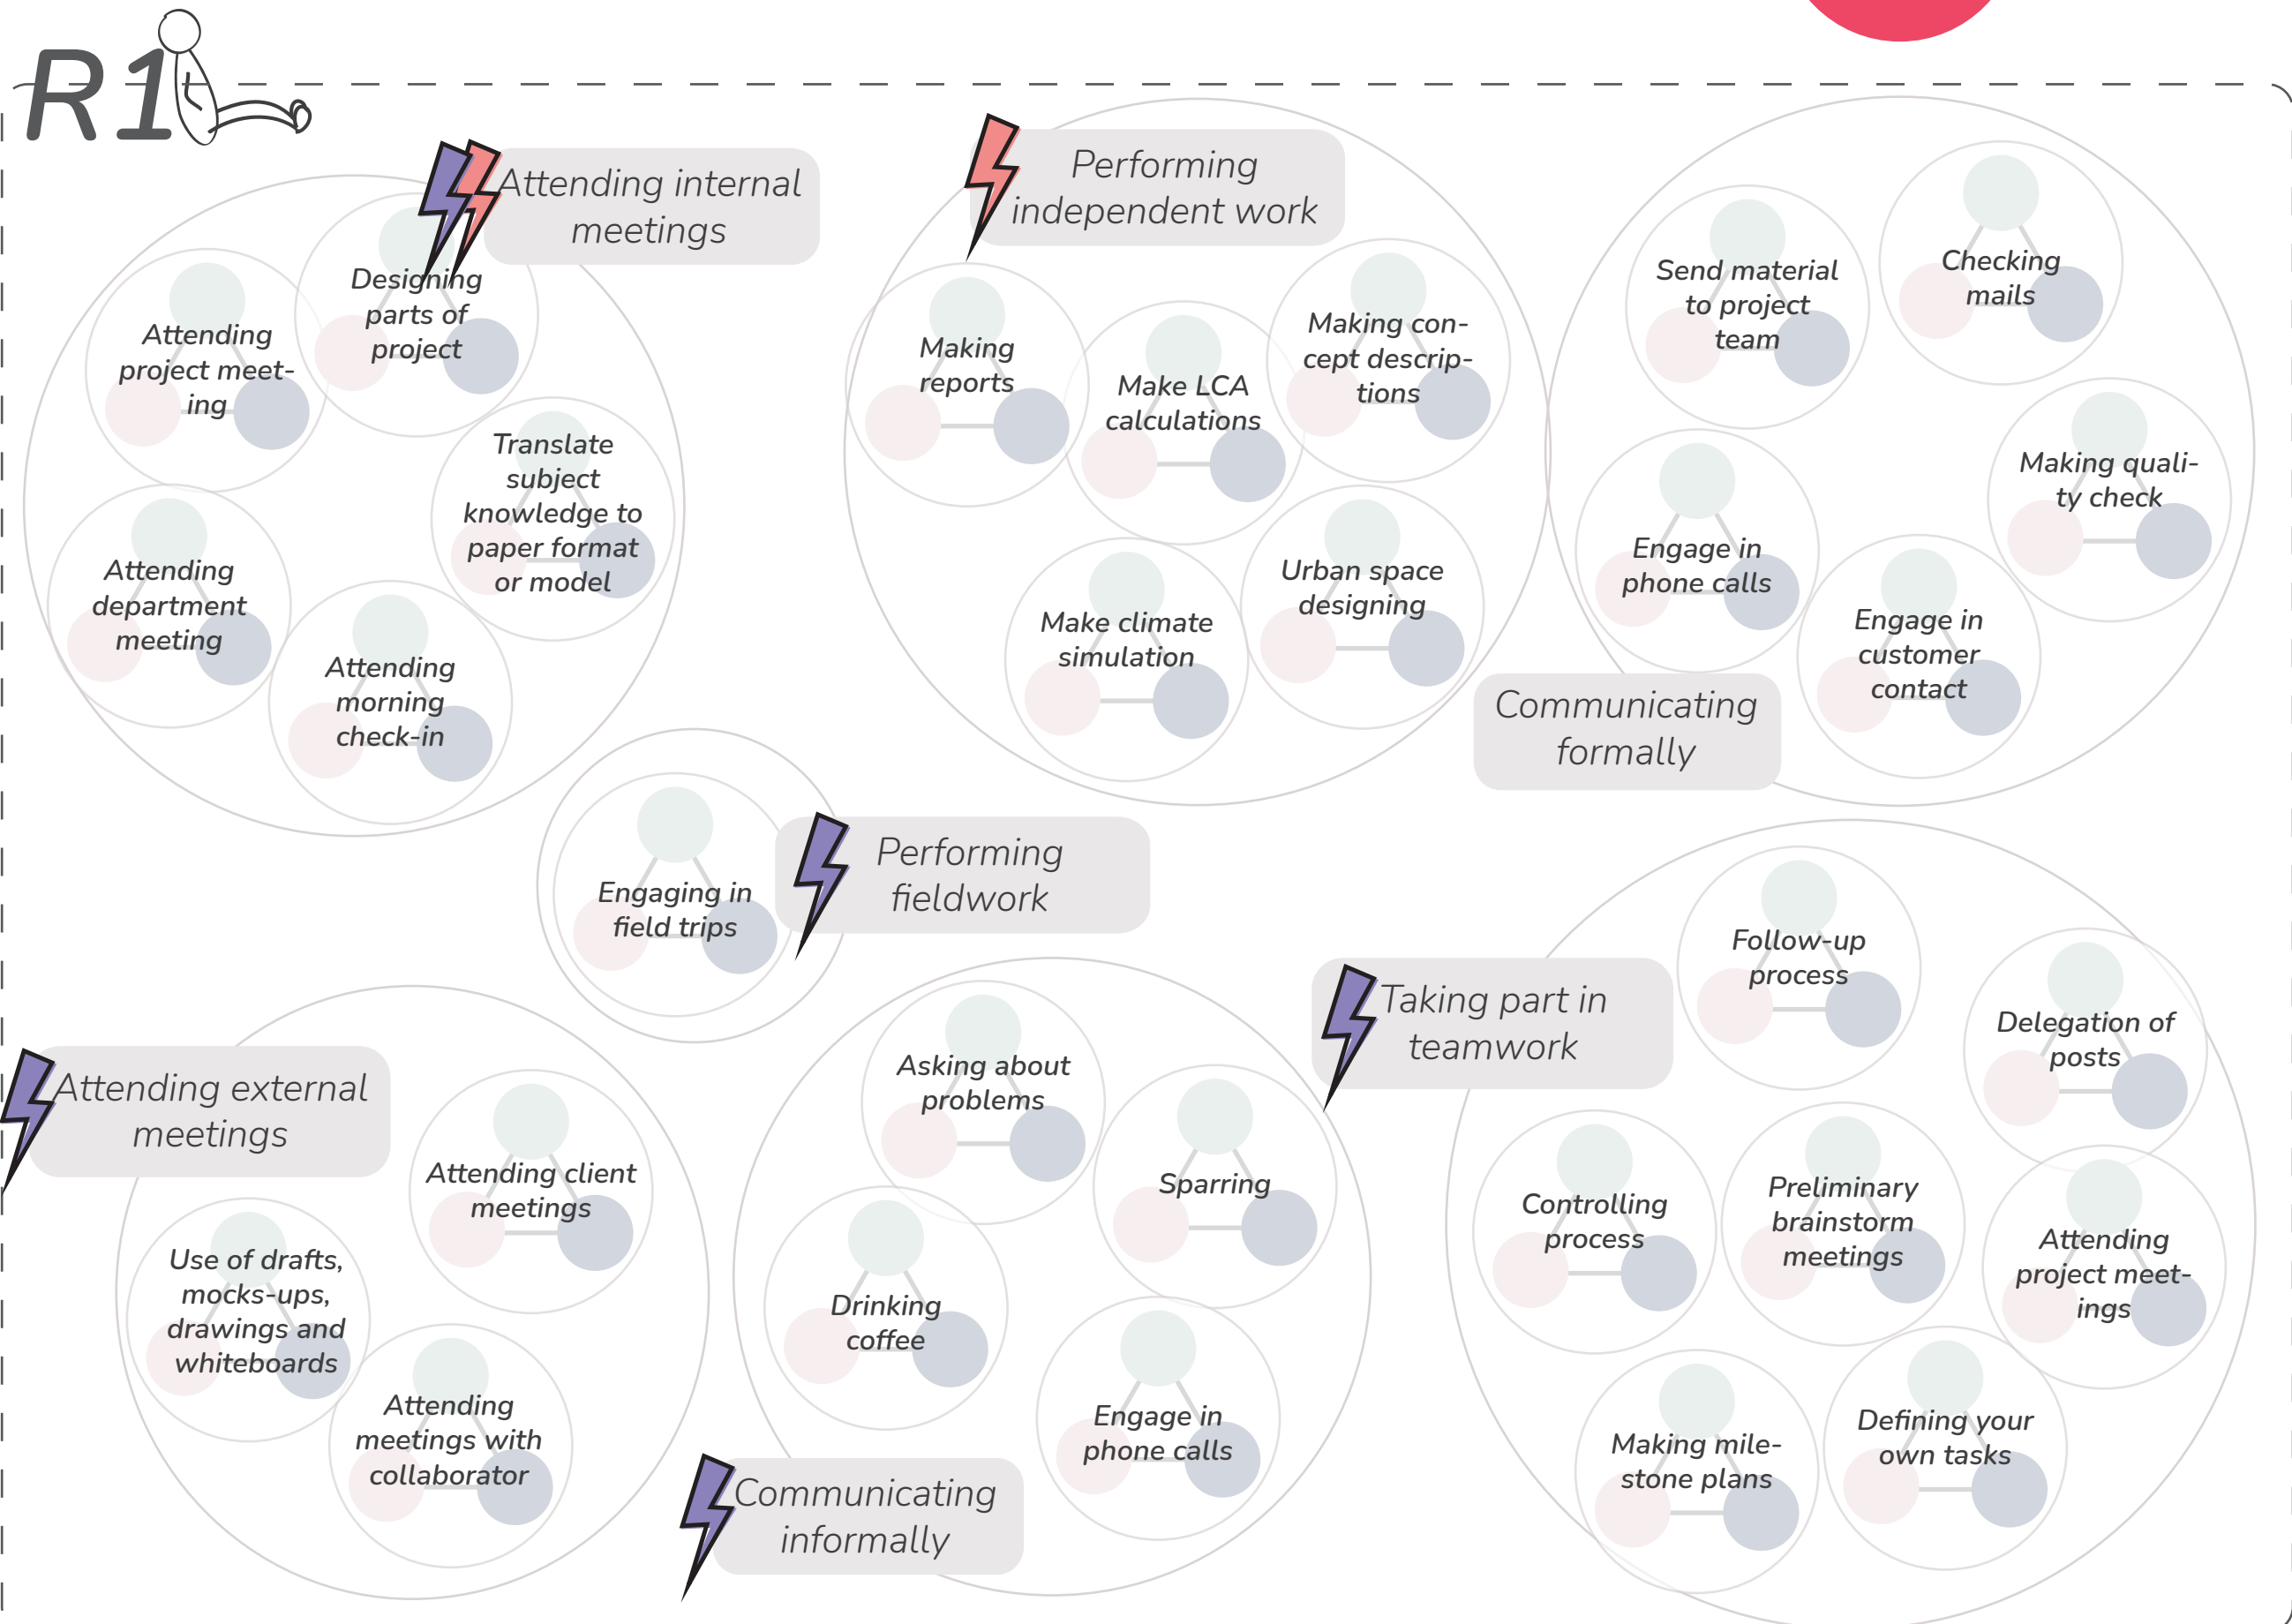 R1
Attending internal
meetings
Attending
project meet-
ing
Designing
parts of
project
Translate
subject
knowledge to
paper format
or model
Attending
department
meeting
Attending
morning
check-in
Performing
independent work
Making
reports
Make LCA
calculations
Making con-
cept descrip-
tions
Make climate
simulation
Urban space
designing
Send material
to project
team
Checking
mails
Making quali-
ty check
Engage in
phone calls
Engage in
customer
contact
Communicating
formally
Engaging in
field trips
Performing
fieldwork
Attending external
meetings
Attending client
meetings
Use of drafts,
mocks-ups,
drawings and
whiteboards
Attending
meetings with
collaborator
Asking about
problems
Sparring
Drinking
coffee
Engage in
phone calls
Communicating
informally
Taking part in
teamwork
Follow-up
process
Delegation of
posts
Controlling
process
Preliminary
brainstorm
meetings
Attending
project meet-
ings
Making mile-
stone plans
Defining your
own tasks